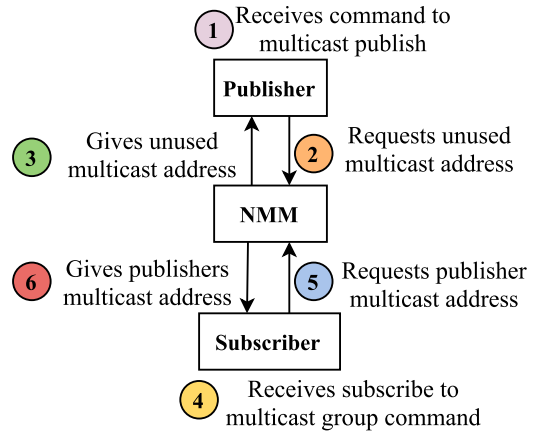 1
Receives command to
multicast publish
Publisher
3
Gives unused
multicast address
2
Requests unused
multicast address
NMM
6
Gives publishers
multicast address
5
Requests publisher
multicast address
Subscriber
4
Receives subscribe to
multicast group command